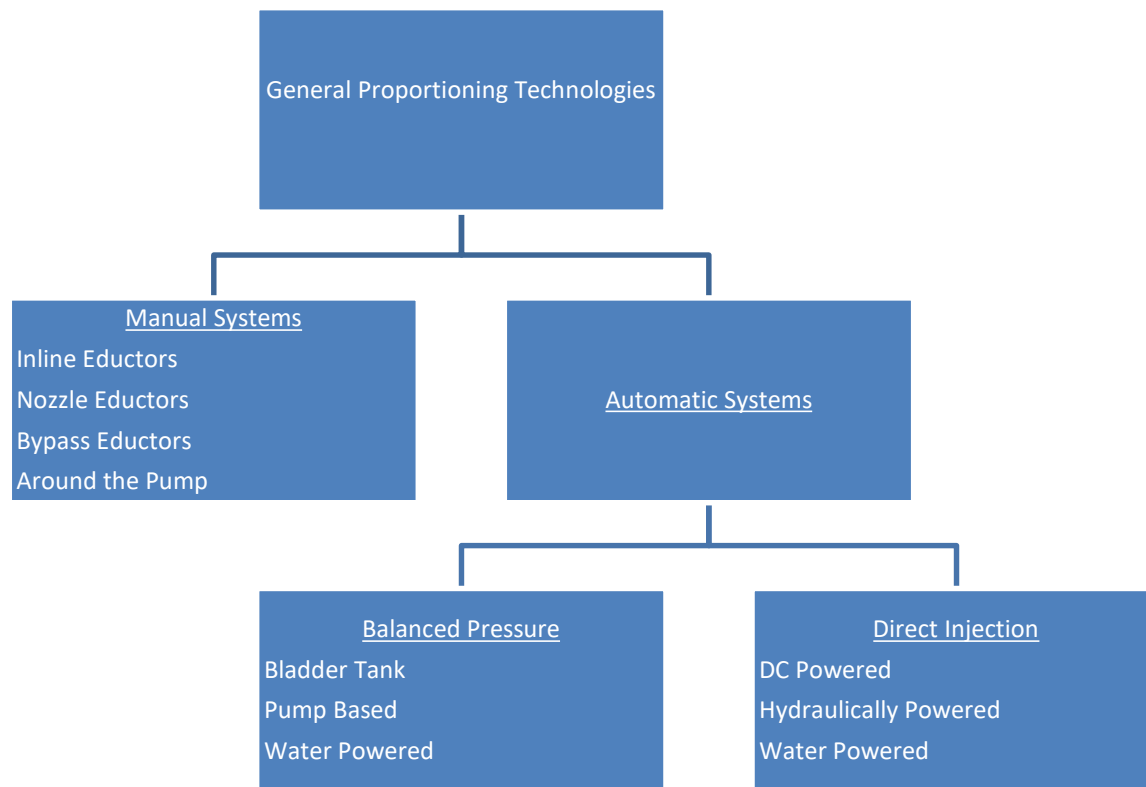 General Proportioning Technologies
Manual Systems
Inline Eductors
Nozzle Eductors
Bypass Eductors
Around the Pump
Automatic Systems
Balanced Pressure
Bladder Tank
Pump Based
Water Powered
Direct Injection
DC Powered
Hydraulically Powered
Water Powered